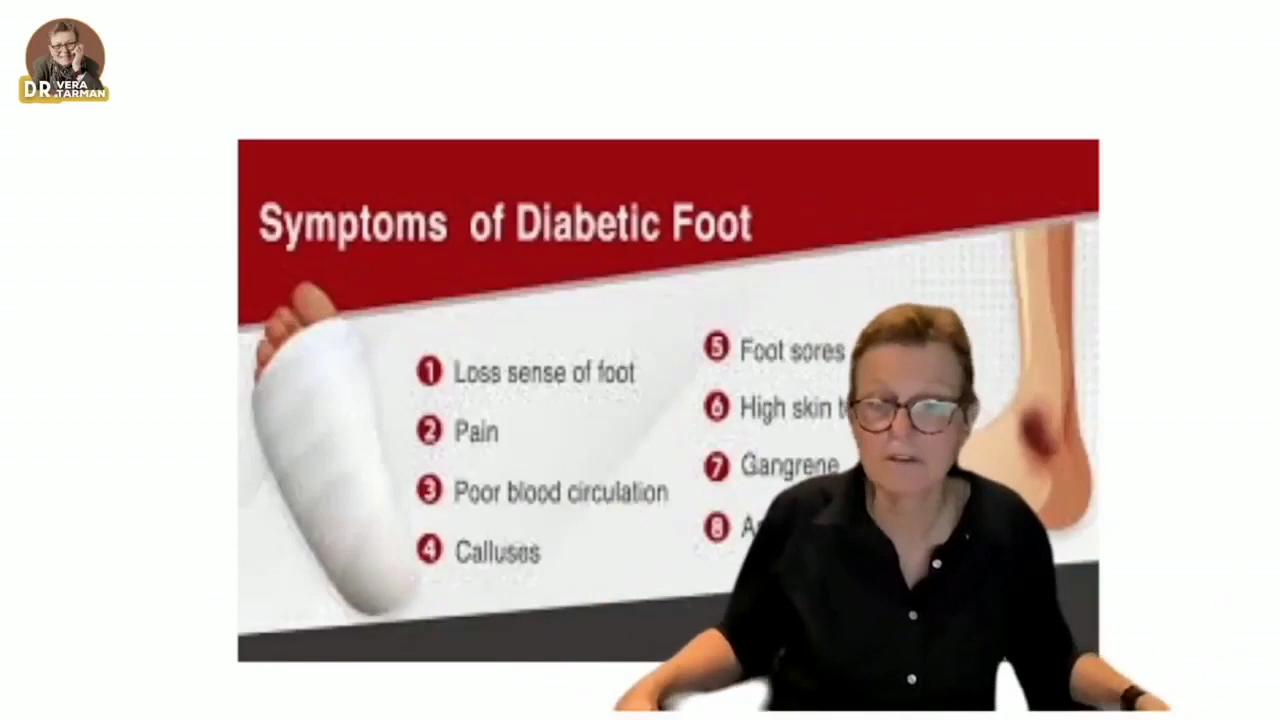 DR. VERA
TARMAN
Symptoms of Diabetic Foot
1 Loss sense of foot
2 Pain
3 Poor blood circulation
4 Calluses
5 Foot sores
6 High skin
7 Gangrene
8